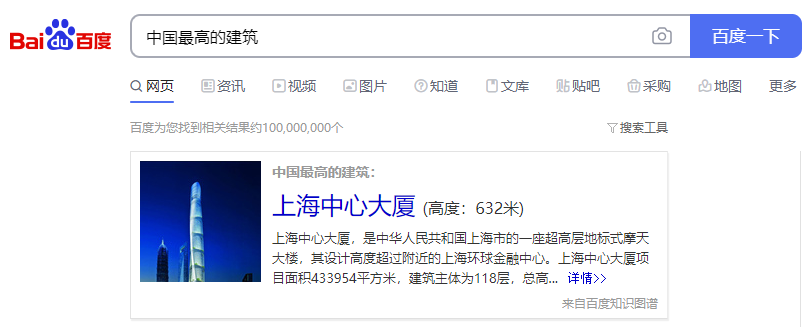 Bai du 百度 中国最高的建筑 百度一下
网页 资讯 视频 图片 知道 文库 贴吧 采购 地图 更多
百度为您找到相关结果约100,000,000个 搜索工具
中国最高的建筑:
上海中心大厦 (高度：632米)
上海中心大厦，是中华人民共和国上海市的一座超高层地标式摩天
大楼，其设计高度超过附近的上海环球金融中心。上海中心大厦项
目面积433954平方米，建筑主体为118层，总高... 详情>>
来自百度知识图谱